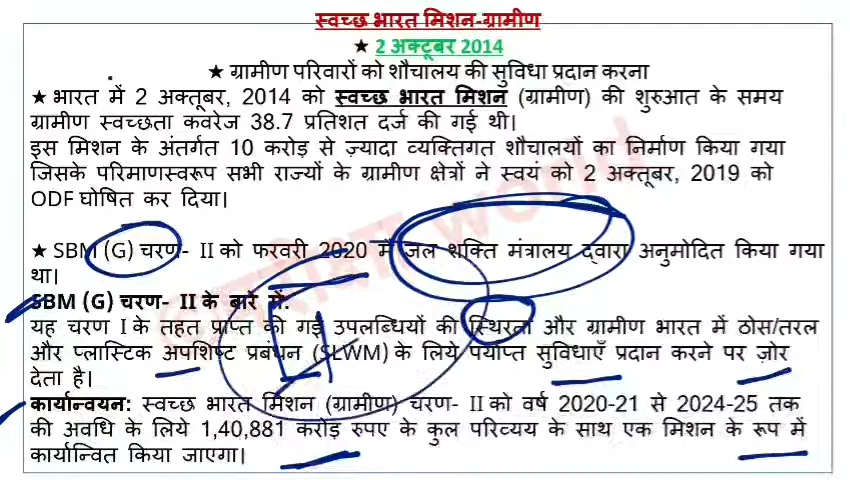 स्वच्छ भारत मिशन-ग्रामीण
★ 2 अक्टूबर 2014
★ ग्रामीण परिवारों को शौचालय की सुविधा प्रदान करना
★ भारत में 2 अक्तूबर, 2014 को स्वच्छ भारत मिशन (ग्रामीण) की शुरुआत के समय
ग्रामीण स्वच्छता कवरेज 38.7 प्रतिशत दर्ज की गई थी।
इस मिशन के अंतर्गत 10 करोड़ से ज़्यादा व्यक्तिगत शौचालयों का निर्माण किया गया
जिसके परिमाणस्वरूप सभी राज्यों के ग्रामीण क्षेत्रों ने स्वयं को 2 अक्तूबर, 2019 को
ODF घोषित कर दिया।
★ SBM (G) चरण- II को फरवरी 2020 में जल शक्ति मंत्रालय द्वारा अनुमोदित किया गया
था।
SBM (G) चरण- II के बारे में:
यह चरण I के तहत प्राप्त की गई उपलब्धियों की स्थिरता और ग्रामीण भारत में ठोस/तरल
और प्लास्टिक अपशिष्ट प्रबंधन (SLWM) के लिये पर्याप्त सुविधाएँ प्रदान करने पर ज़ोर
देता है।
कार्यान्वयन: स्वच्छ भारत मिशन (ग्रामीण) चरण- II को वर्ष 2020-21 से 2024-25 तक
की अवधि के लिये 1,40,881 करोड़ रुपए के कुल परिव्यय के साथ एक मिशन के रूप में
कार्यान्वित किया जाएगा।
world